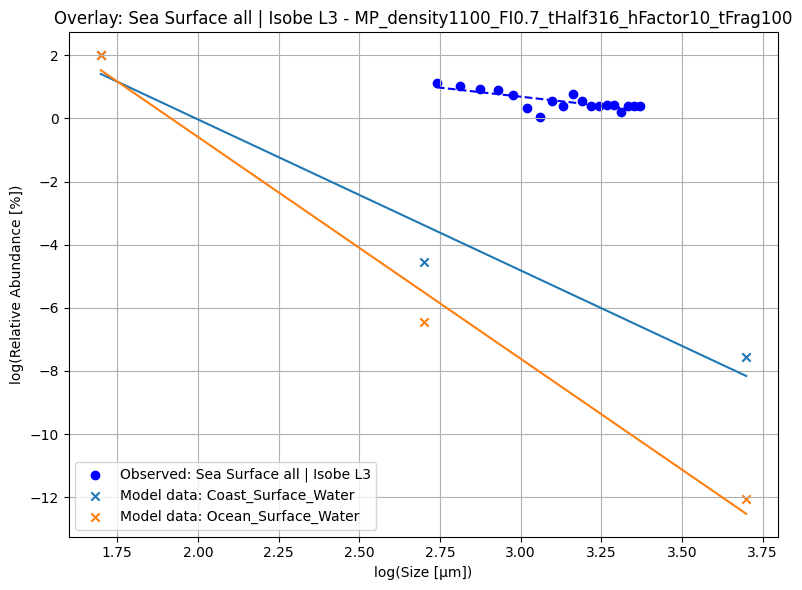 Overlay: Sea Surface all | Isobe L3 - MP_density1100_FI0.7_tHalf316_hFactor10_tFrag100
log(Relative Abundance [%])
2
0
−2
−4
−6
−8
−10
−12
Observed: Sea Surface all | Isobe L3
Model data: Coast_Surface_Water
Model data: Ocean_Surface_Water
1.75
2.00
2.25
2.50
2.75
3.00
3.25
3.50
3.75
log(Size [μm])